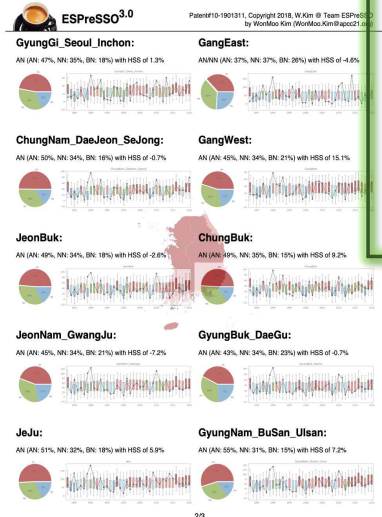 ESPreSSO3.0
Patent#10-1901311, Copyright 2018, W.Kim @ Team ESPreSSO
by WonMoo Kim (WonMoo.Kim@apcc21.org)
GyungGi_Seoul_Inchon:
AN (AN: 47%, NN: 35%, BN: 18%) with HSS of 1.3%
GangEast:
AN/NN (AN: 37%, NN: 37%, BN: 26%) with HSS of -4.6%
ChungNam_DaeJeon_SeJong:
AN (AN: 50%, NN: 34%, BN: 16%) with HSS of -0.7%
GangWest:
AN (AN: 45%, NN: 34%, BN: 21%) with HSS of 15.1%
JeonBuk:
AN (AN: 49%, NN: 34%, BN: 18%) with HSS of -2.6%
ChungBuk:
AN (AN: 49%, NN: 35%, BN: 15%) with HSS of 9.2%
JeonNam_GwangJu:
AN (AN: 45%, NN: 34%, BN: 21%) with HSS of -7.2%
GyungBuk_DaeGu:
AN (AN: 43%, NN: 34%, BN: 23%) with HSS of -0.7%
JeJu:
AN (AN: 51%, NN: 32%, BN: 18%) with HSS of 5.9%
GyungNam_BuSan_Ulsan:
AN (AN: 55%, NN: 31%, BN: 15%) with HSS of 7.2%
2/3